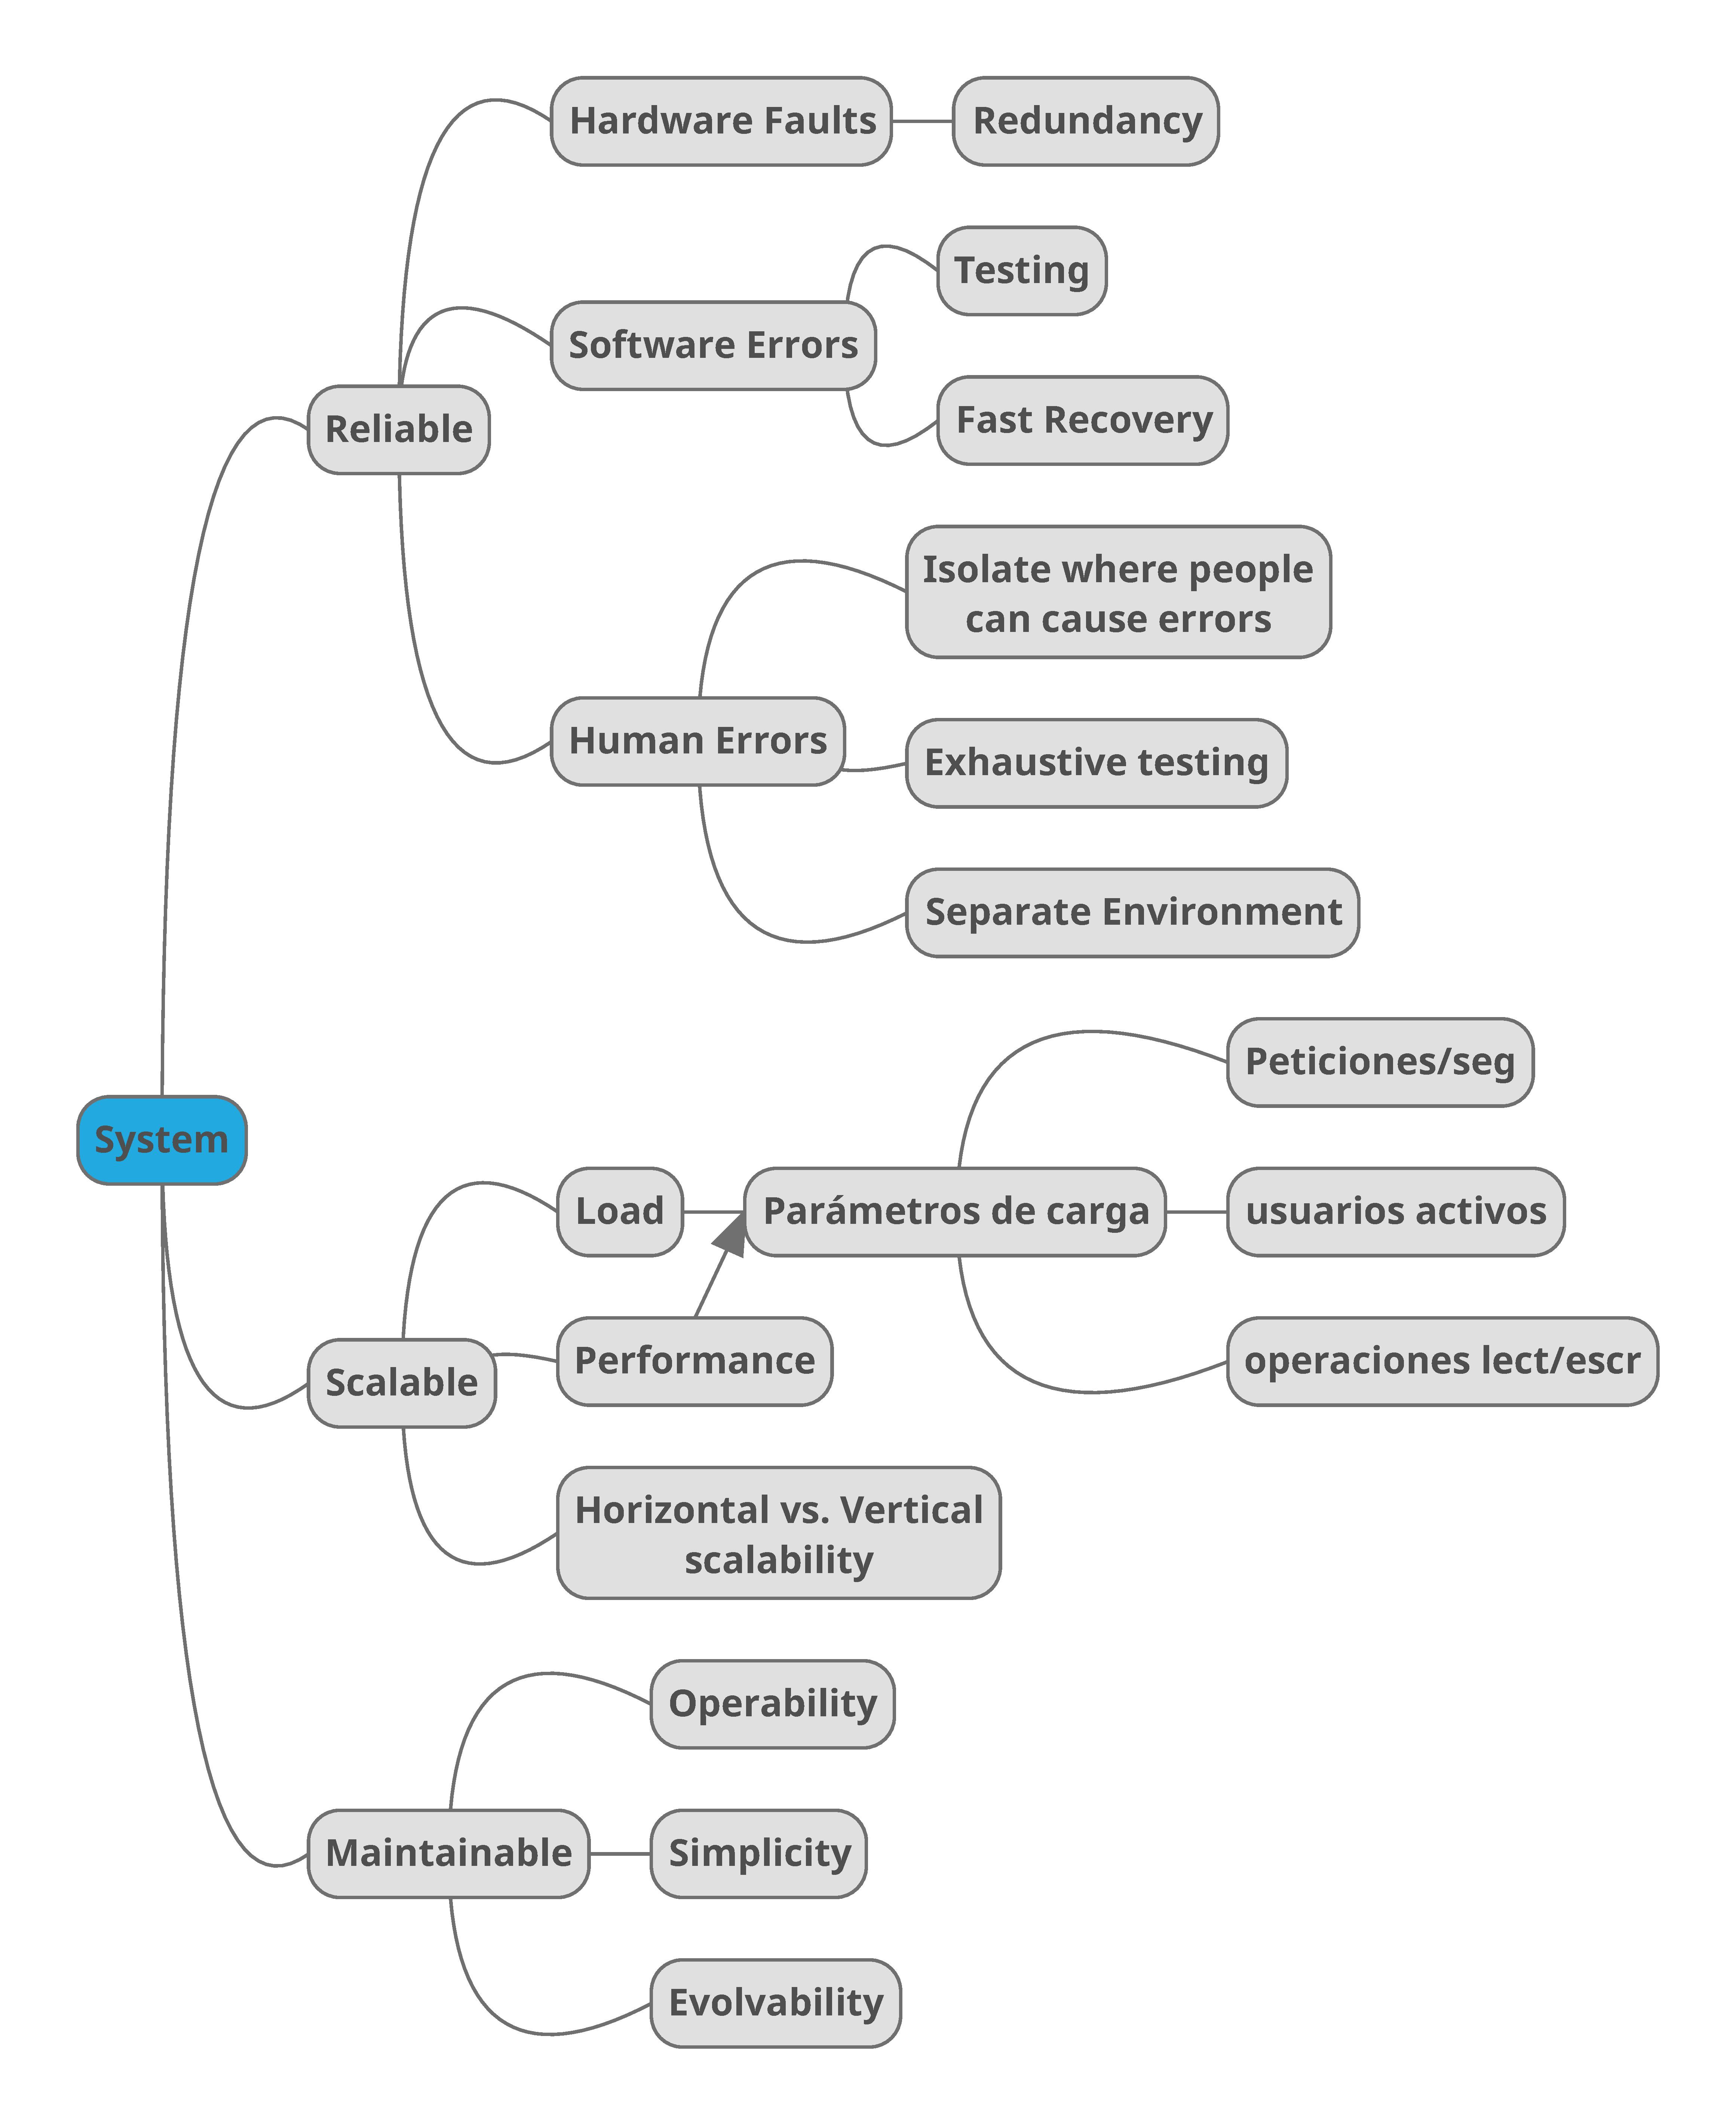 Hardware Faults
Redundancy
Testing
Software Errors
Fast Recovery
Reliable
Isolate where people
can cause errors
Human Errors
Exhaustive testing
Separate Environment
System
Peticiones/seg
Load
Parámetros de carga
usuarios activos
Performance
operaciones lect/escr
Scalable
Horizontal vs. Vertical
scalability
Operability
Maintainable
Simplicity
Evolvability